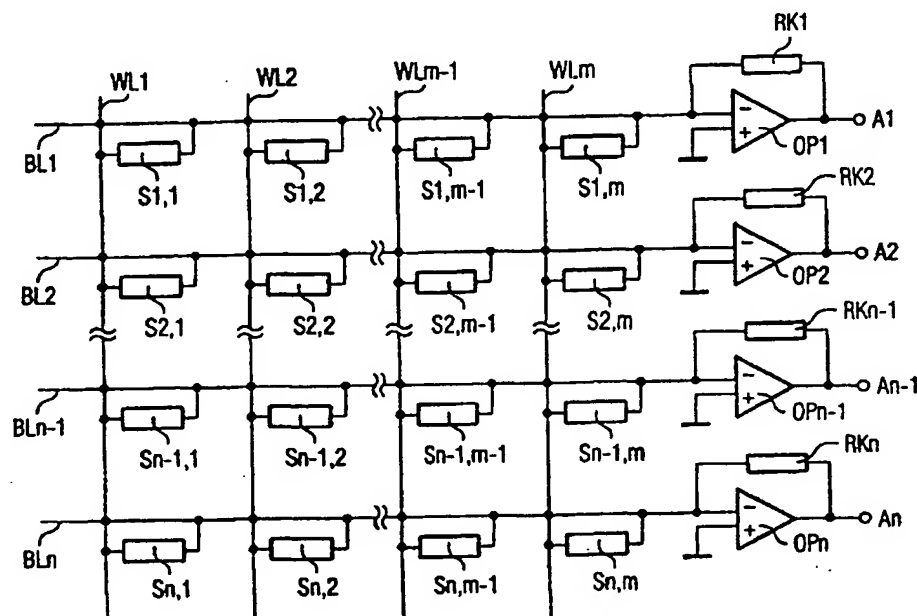 RK1
WL1 WL2 WLm-1 WLm
− + OP1 A1
BL1
S1,1 S1,2 S1,m-1 S1,m
RK2
− + OP2 A2
BL2
S2,1 S2,2 S2,m-1 S2,m
RKn-1
− + OPn-1 An-1
BLn-1
Sn-1,1 Sn-1,2 Sn-1,m-1 Sn-1,m
RKn
− + OPn An
BLn
Sn,1 Sn,2 Sn,m-1 Sn,m